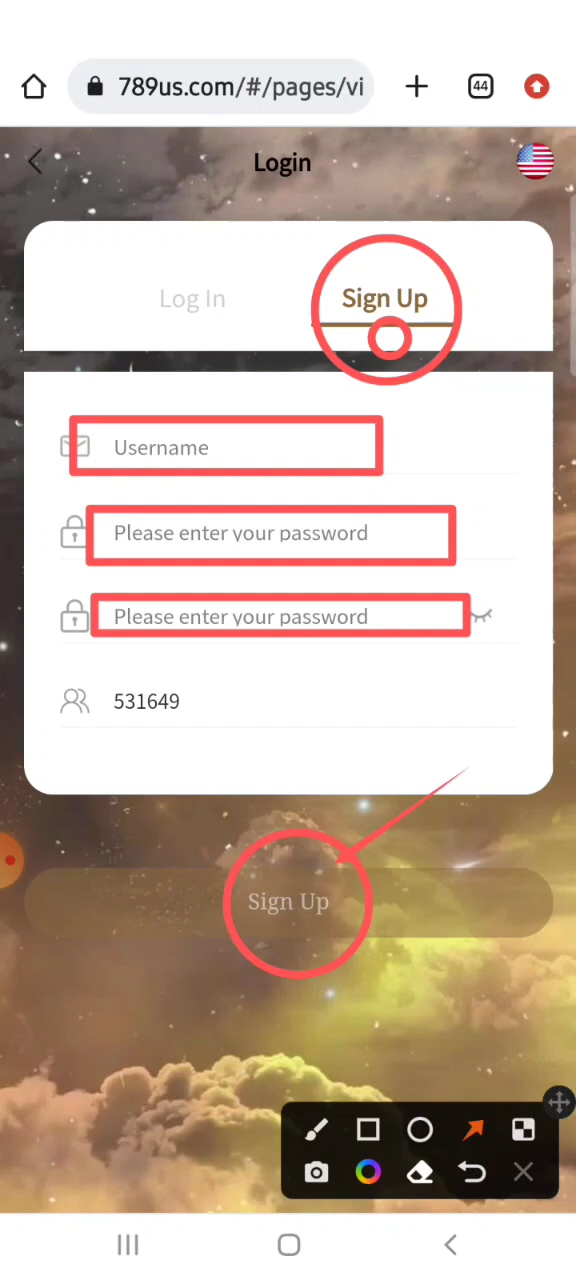 789us.com/#/pages/vi
44
Login
Log In
Sign Up
Username
Please enter your password
Please enter your password
531649
Sign Up